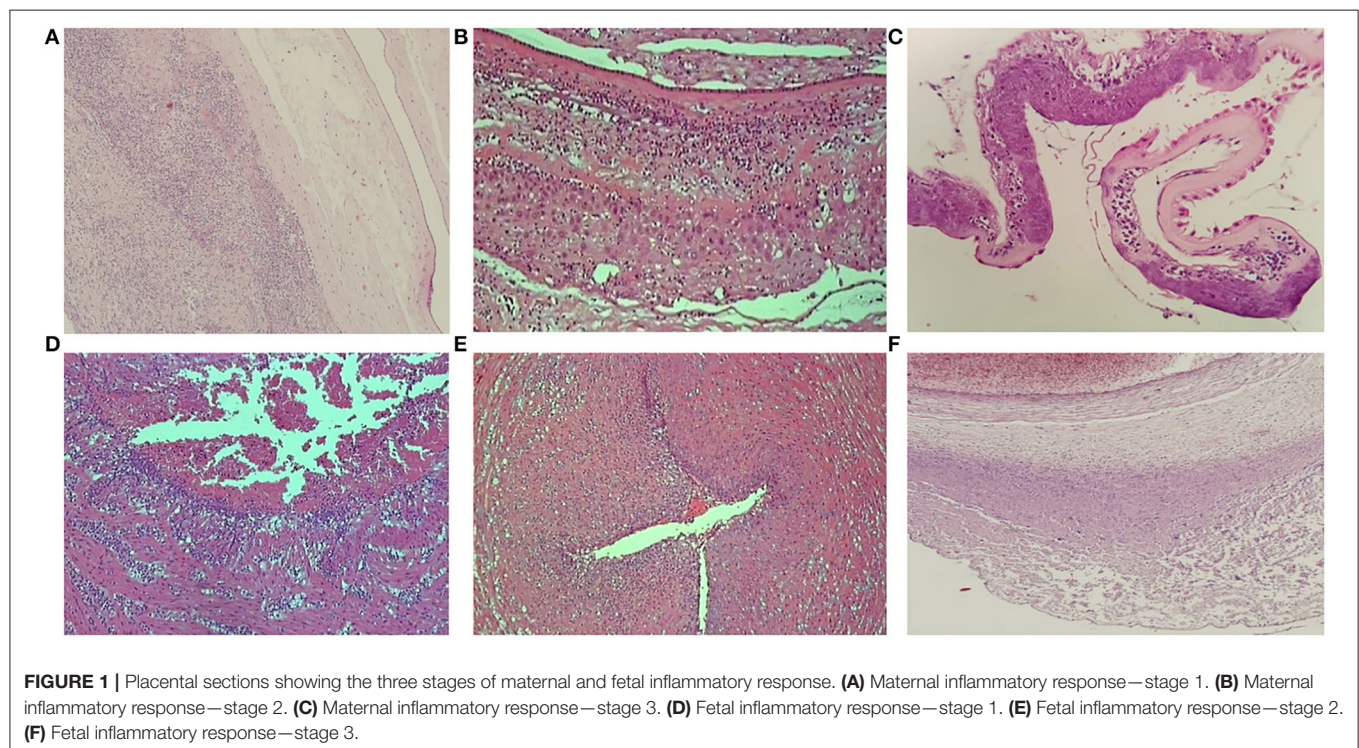 A
B
C
D
E
F
FIGURE 1 | Placental sections showing the three stages of maternal and fetal inflammatory response. (A) Maternal inflammatory response—stage 1. (B) Maternal
inflammatory response—stage 2. (C) Maternal inflammatory response—stage 3. (D) Fetal inflammatory response—stage 1. (E) Fetal inflammatory response—stage 2.
(F) Fetal inflammatory response—stage 3.